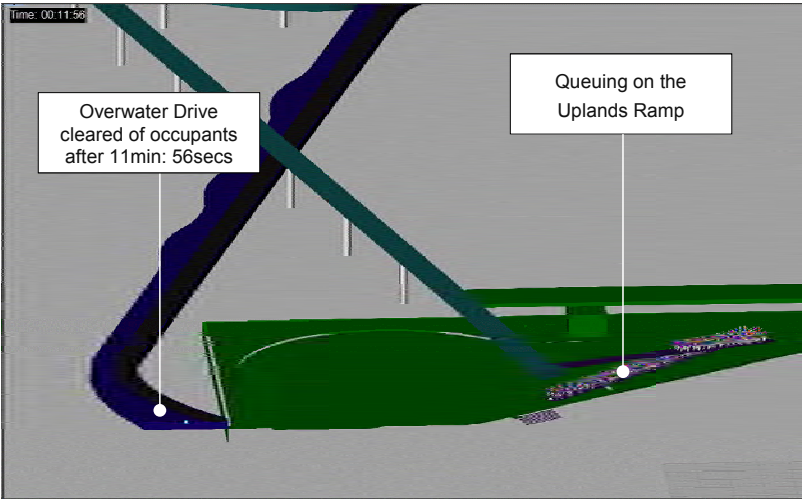 Time: 00:11:56
Overwater Drive
cleared of occupants
after 11min: 56secs
Queuing on the
Uplands Ramp